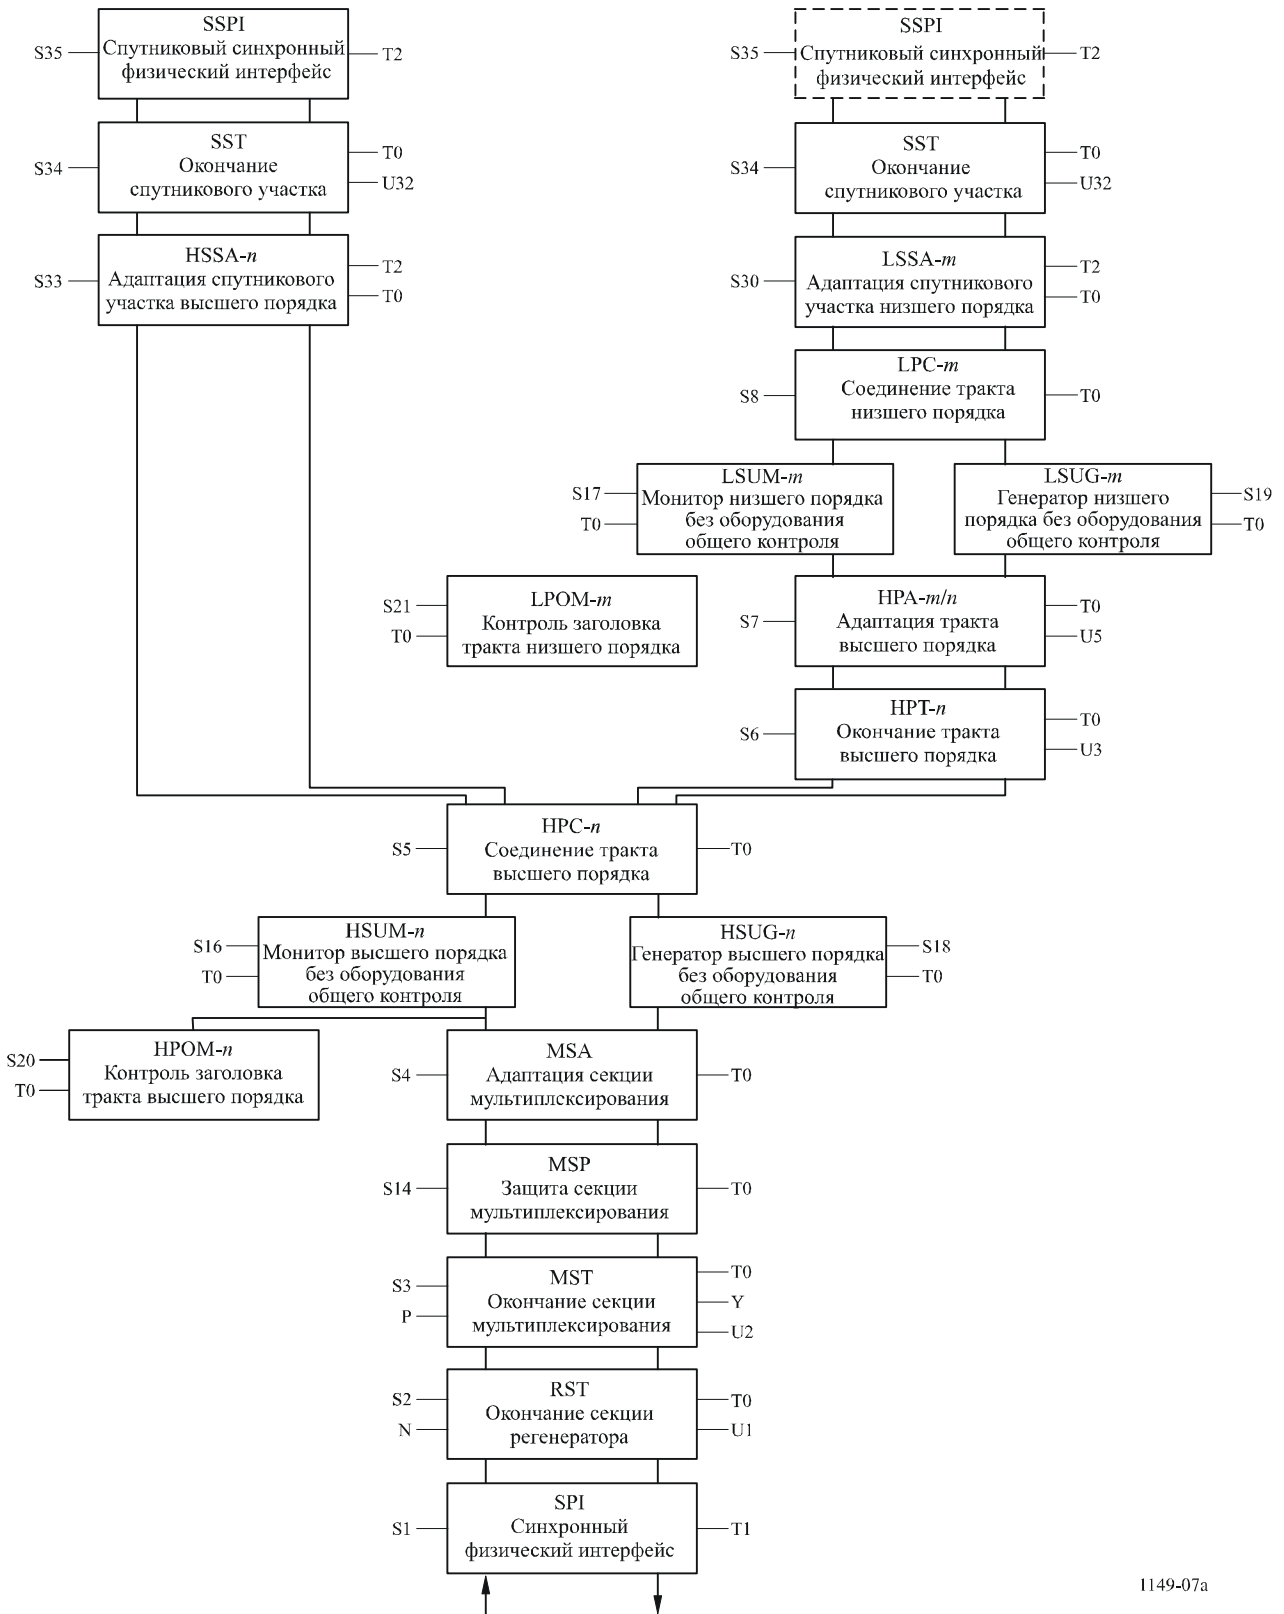 SSPI
Спутниковый синхронный
физический интерфейс
S35
T2
SSPI
Спутниковый синхронный
физический интерфейс
S35
T2
SST
Окончание
спутникового участка
S34
T0
U32
SST
Окончание
спутникового участка
S34
T0
U32
HSSA-n
Адаптация спутникового
участка высшего порядка
S33
T2
T0
LSSA-m
Адаптация спутникового
участка низшего порядка
S30
T2
T0
LPC-m
Соединение тракта
низшего порядка
S8
T0
LSUM-m
Монитор низшего порядка
без оборудования
общего контроля
S17
T0
LSUG-m
Генератор низшего
порядка без оборудования
общего контроля
S19
T0
LPOM-m
Контроль заголовка
тракта низшего порядка
S21
T0
HPA-m/n
Адаптация тракта
высшего порядка
S7
T0
U5
HPT-n
Окончание тракта
высшего порядка
S6
T0
U3
HPC-n
Соединение тракта
высшего порядка
S5
T0
HSUM-n
Монитор высшего порядка
без оборудования
общего контроля
S16
T0
HSUG-n
Генератор высшего порядка
без оборудования
общего контроля
S18
T0
HPOM-n
Контроль заголовка
тракта высшего порядка
S20
T0
MSA
Адаптация секции
мультиплексирования
S4
T0
MSP
Защита секции
мультиплексирования
S14
T0
MST
Окончание секции
мультиплексирования
S3
P
T0
Y
U2
RST
Окончание секции
регенератора
S2
N
T0
U1
SPI
Синхронный
физический интерфейс
S1
T1
1149-07a